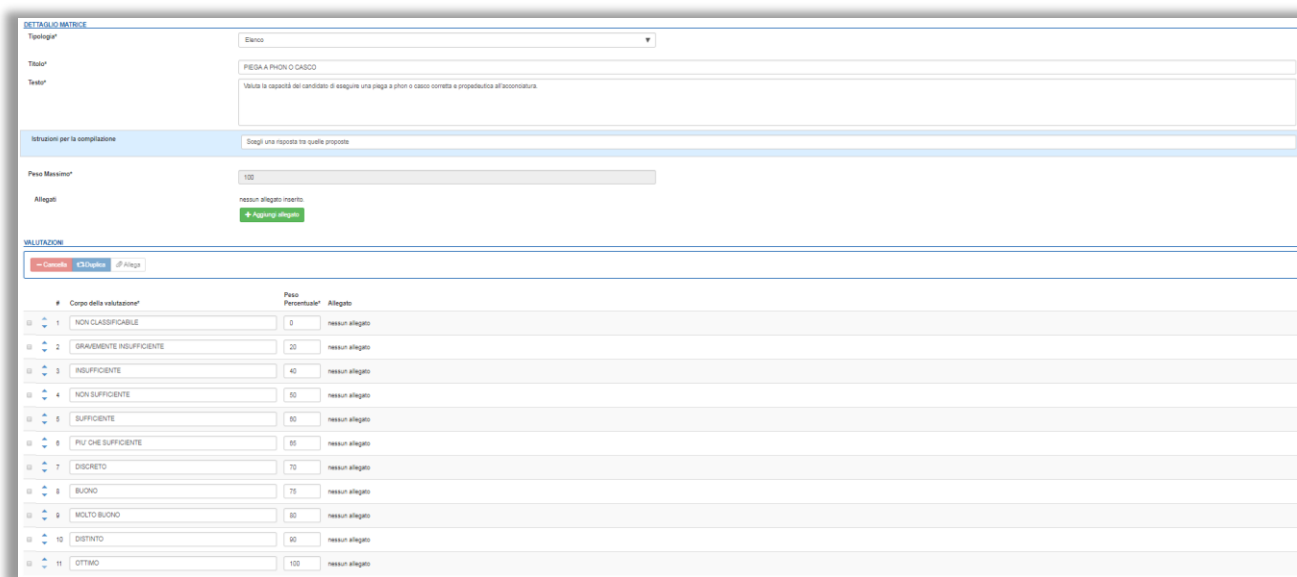 DETTAGLIO MATRICE
Tipologia* Elenco
Titolo* PIEGA A PHON O CASCO
Testo* Valuta la capacità del candidato di eseguire una piega a phon o casco corretta e propedeutica all'acconciatura.
Istruzioni per la compilazione Scegli una risposta tra quelle proposte
Peso Massimo* 100
Allegati nessun allegato inserito.
+ Aggiungi allegato
VALUTAZIONI
Cancella Duplica Allega
# Corpo della valutazione* Peso Percentuale* Allegato
1 NON CLASSIFICABILE 0 nessun allegato
2 GRAVEMENTE INSUFFICIENTE 20 nessun allegato
3 INSUFFICIENTE 40 nessun allegato
4 NON SUFFICIENTE 50 nessun allegato
5 SUFFICIENTE 60 nessun allegato
6 PIU' CHE SUFFICIENTE 65 nessun allegato
7 DISCRETO 70 nessun allegato
8 BUONO 75 nessun allegato
9 MOLTO BUONO 80 nessun allegato
10 DISTINTO 90 nessun allegato
11 OTTIMO 100 nessun allegato